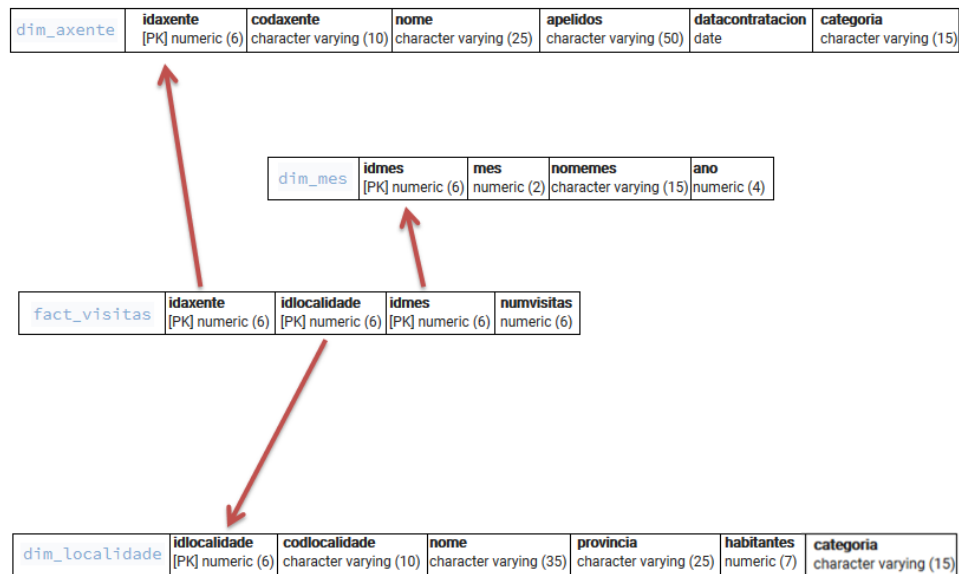 dim_axente idaxente codaxente nome apelidos datacontratacion categoria
[PK] numeric (6) character varying (10) character varying (25) character varying (50) date character varying (15)
dim_mes idmes mes nomemes ano
[PK] numeric (6) numeric (2) character varying (15) numeric (4)
fact_visitas idaxente idlocalidade idmes numvisitas
[PK] numeric (6) [PK] numeric (6) [PK] numeric (6) numeric (6)
dim_localidade idlocalidade codlocalidade nome provincia habitantes categoria
[PK] numeric (6) character varying (10) character varying (35) character varying (25) numeric (7) character varying (15)